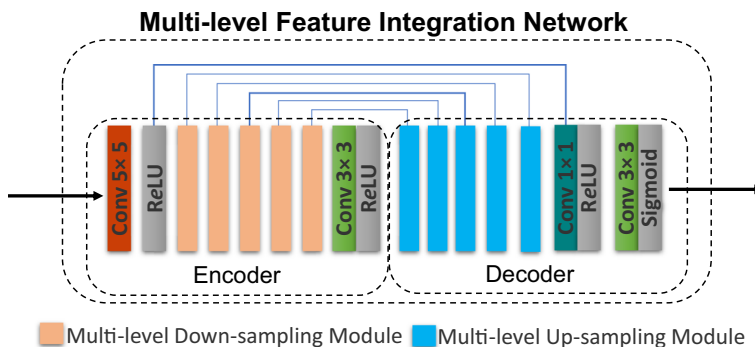 Multi-level Feature Integration Network
Conv 5× 5
ReLU
Conv 3× 3
ReLU
Conv 1× 1
ReLU
Conv 3× 3
Sigmoid
Encoder
Decoder
Multi-level Down-sampling Module
Multi-level Up-sampling Module